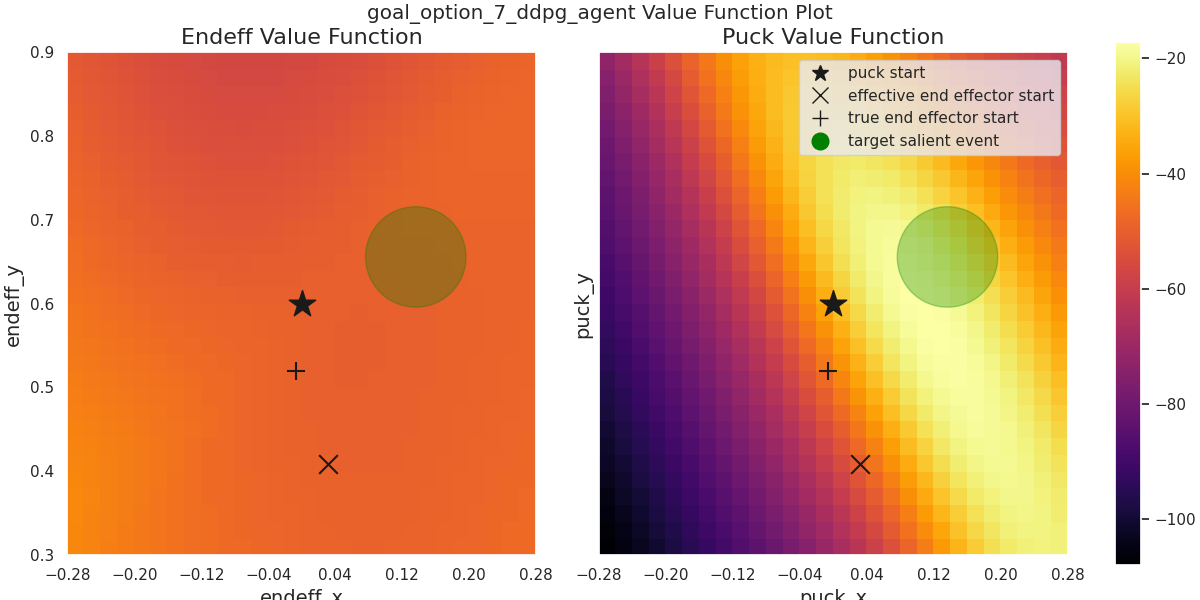 goal_option_7_ddpg_agent Value Function Plot
Endeff Value Function
Puck Value Function
0.9
0.8
0.7
0.6
0.5
0.4
0.3
endeff_y
−0.28 −0.20 −0.12 −0.04 0.04 0.12 0.20 0.28
endeff_x
puck_y
puck start
effective end effector start
true end effector start
target salient event
−0.28 −0.20 −0.12 −0.04 0.04 0.12 0.20 0.28
puck_x
−20
−40
−60
−80
−100